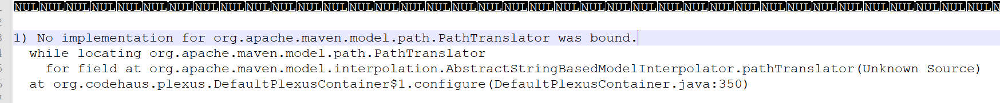 NULNULNULNULNULNULNULNULNULNULNULNULNULNULNULNULNULNULNULNULNULNULNULNULNULNULNULNULNULNULNULNULNULNULNULNULNULNUL
1) No implementation for org.apache.maven.model.path.PathTranslator was bound.
while locating org.apache.maven.model.path.PathTranslator
for field at org.apache.maven.model.interpolation.AbstractStringBasedModelInterpolator.pathTranslator(Unknown Source)
at org.codehaus.plexus.DefaultPlexusContainer$1.configure(DefaultPlexusContainer.java:350)